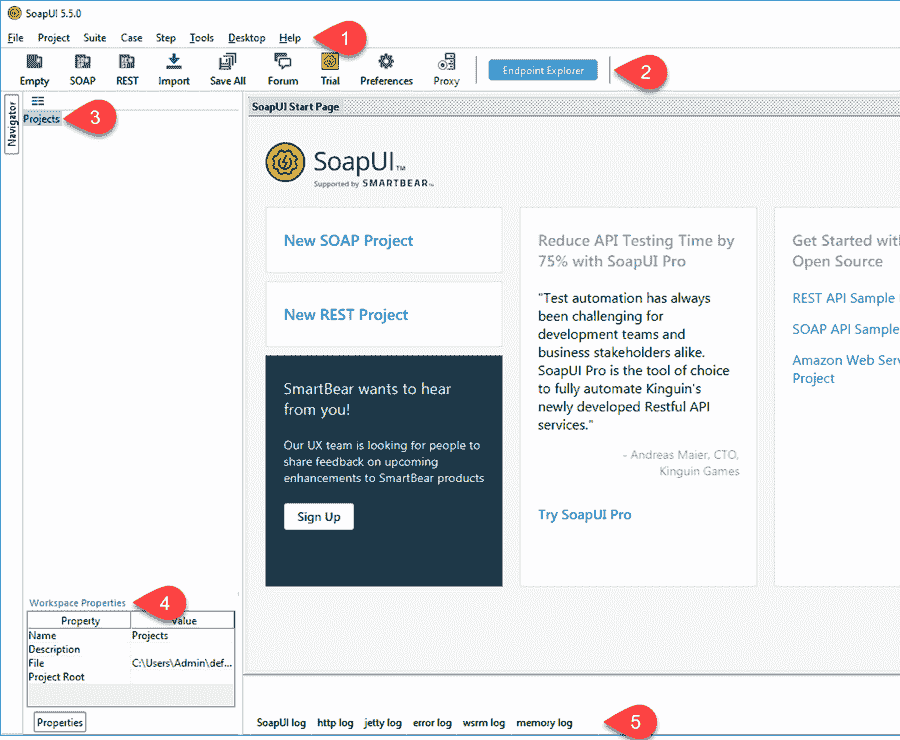 SoapUI 5.5.0
File Project Suite Case Step Tools Desktop Help
1
Empty SOAP REST Import Save All Forum Trial Preferences Proxy
Endpoint Explorer
2
Navigator
Projects
3
SoapUI Start Page
SoapUI™
Supported by SMARTBEAR™
New SOAP Project
New REST Project
SmartBear wants to hear
from you!
Our UX team is looking for people to
share feedback on upcoming
enhancements to SmartBear products
Sign Up
Reduce API Testing Time by
75% with SoapUI Pro
"Test automation has always
been challenging for
development teams and
business stakeholders alike.
SoapUI Pro is the tool of choice
to fully automate Kinguin's
newly developed Restful API
services."
- Andreas Maier, CTO,
Kinguin Games
Try SoapUI Pro
Get Started wit
Open Source
REST API Sample
SOAP API Sample
Amazon Web Serv
Project
Workspace Properties
4
Property Value
Name Projects
Description
File C:\Users\Admin\def...
Project Root
Properties
SoapUI log http log jetty log error log wsrm log memory log
5